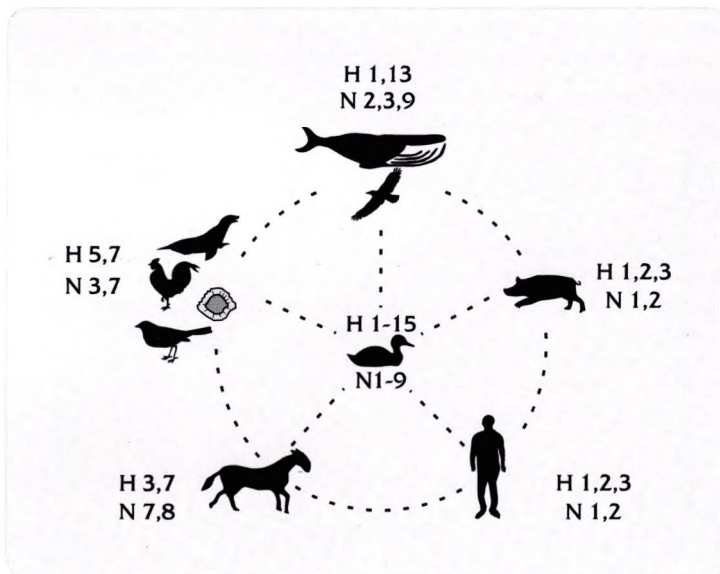 H 1,13
N 2,3,9
H 5,7
N 3,7
H 1,2,3
N 1,2
H 1-15
N1-9
H 3,7
N 7,8
H 1,2,3
N 1,2